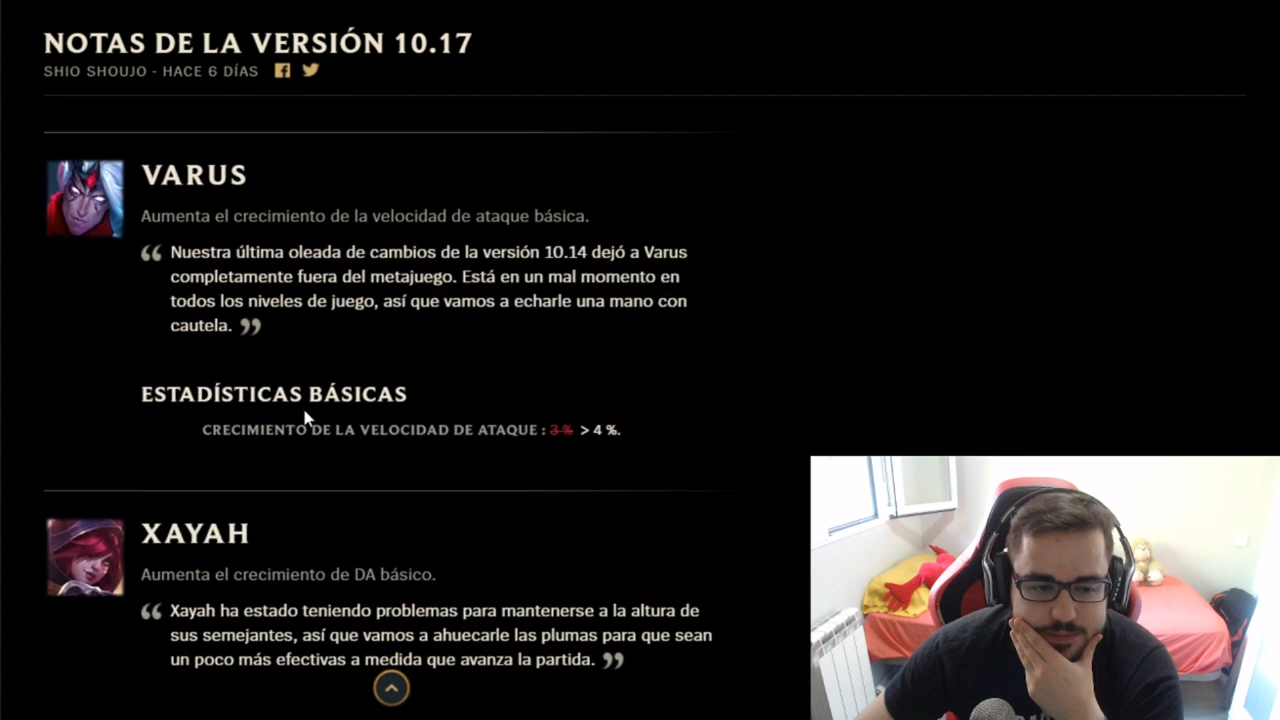 NOTAS DE LA VERSIÓN 10.17
SHIO SHOUJO - HACE 6 DÍAS
VARUS
Aumenta el crecimiento de la velocidad de ataque básica.
“ Nuestra última oleada de cambios de la versión 10.14 dejó a Varus
completamente fuera del metajuego. Está en un mal momento en
todos los niveles de juego, así que vamos a echarle una mano con
cautela. ”
ESTADÍSTICAS BÁSICAS
CRECIMIENTO DE LA VELOCIDAD DE ATAQUE : 3 % > 4 %.
XAYAH
Aumenta el crecimiento de DA básico.
“ Xayah ha estado teniendo problemas para mantenerse a la altura de
sus semejantes, así que vamos a ahuecarle las plumas para que sean
un poco más efectivas a medida que avanza la partida. ”